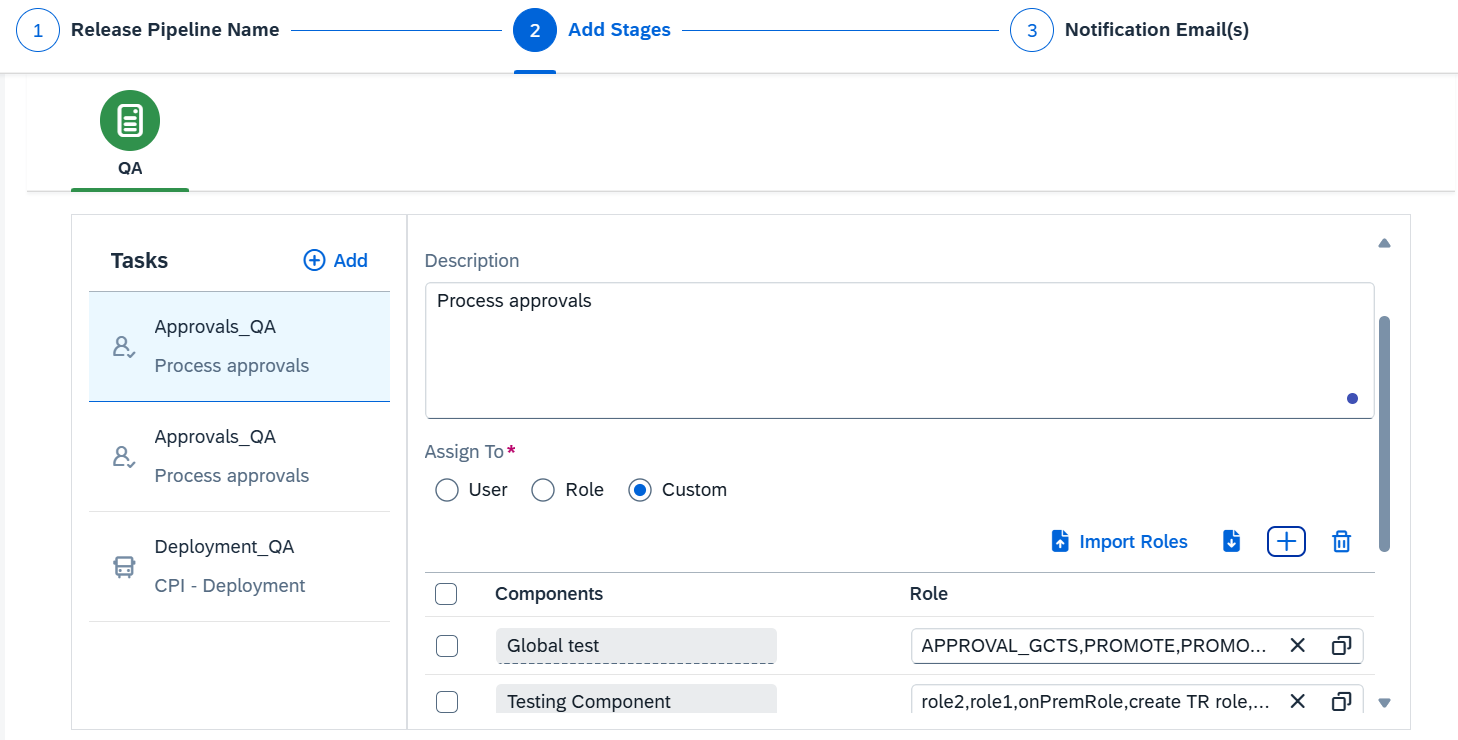 1 Release Pipeline Name 2 Add Stages 3 Notification Email(s)
QA
Tasks
Add
Approvals_QA
Process approvals
Approvals_QA
Process approvals
Deployment_QA
CPI - Deployment
Description
Process approvals
Assign To*
User Role Custom
Import Roles
Components Role
Global test APPROVAL_GCTS,PROMOTE,PROMO...
Testing Component role2,role1,onPremRole,create TR role,...